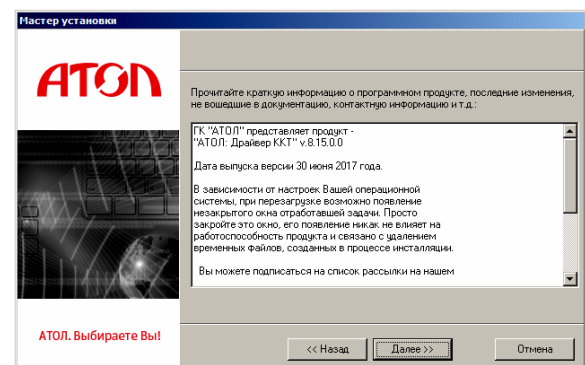 Мастер установки
АТОЛ
Прочитайте краткую информацию о программном продукте, последние изменения,
не вошедшие в документацию, контактную информацию и т.д.:
ГК "АТОЛ" представляет продукт -
"АТОЛ: Драйвер ККТ" v.8.15.0.0
Дата выпуска версии 30 июня 2017 года.
В зависимости от настроек Вашей операционной
системы, при перезагрузке возможно появление
незакрытого окна отработавшей задачи. Просто
закройте это окно, его появление никак не влияет на
работоспособность продукта и связано с удалением
временных файлов, созданных в процессе инсталляции.
Вы можете подписаться на список рассылки на нашем
АТОЛ. Выбираете Вы!
<< Назад
Далее >>
Отмена